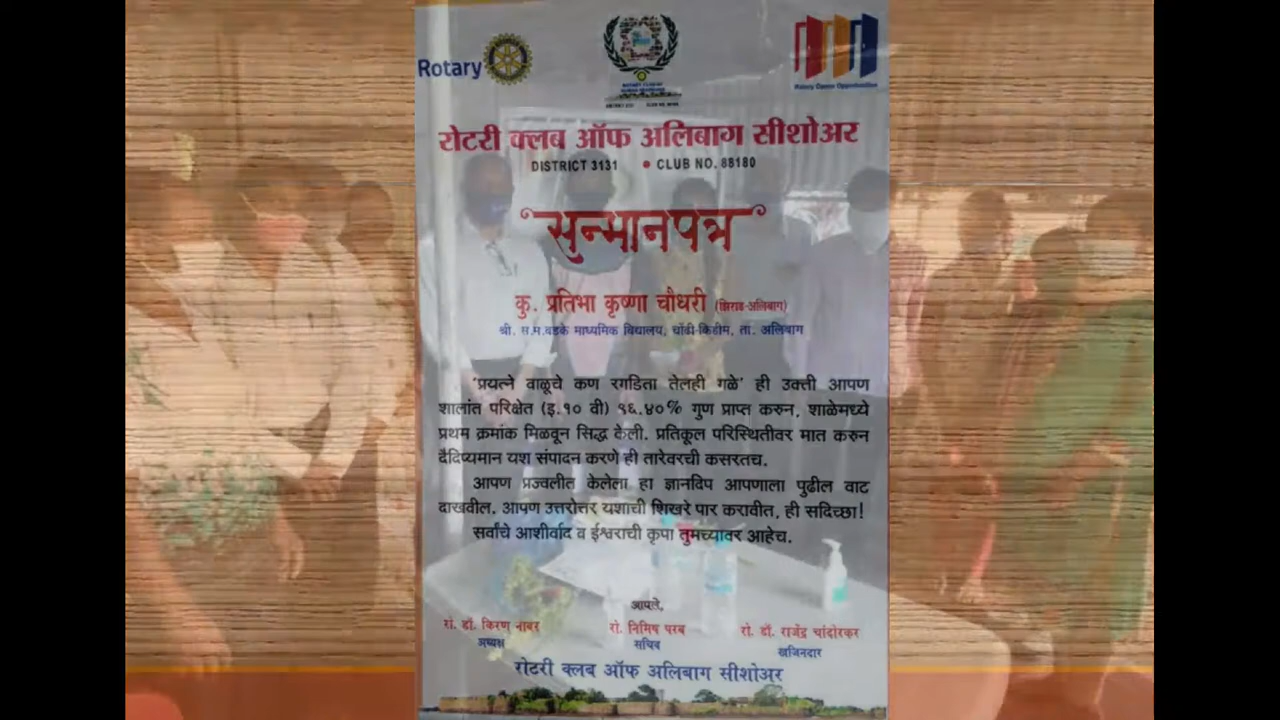 Rotary
Rotary Opens Opportunities
रोटरी क्लब ऑफ अलिबाग सीशोअर
DISTRICT 3131 • CLUB NO. 88180
सन्मानपत्र
कु. प्रतिभा कृष्णा चौधरी (झिराड-अलिबाग)
श्री. स.म.वडके माध्यमिक विद्यालय, चोंढी-किहीम, ता. अलिबाग
'प्रयत्ने वाळूचे कण रगडिता तेलही गळे' ही उक्ती आपण
शालांत परिक्षेत (इ.१० वी) ९६.४०% गुण प्राप्त करुन, शाळेमध्ये
प्रथम क्रमांक मिळवून सिद्ध केली. प्रतिकूल परिस्थितीवर मात करुन
दैदिप्यमान यश संपादन करणे ही तारेवरची कसरतच.
आपण प्रज्वलीत केलेला हा ज्ञानदिप आपणाला पुढील वाट
दाखवील. आपण उत्तरोत्तर यशाची शिखरे पार करावीत, ही सदिच्छा!
सर्वांचे आशीर्वाद व ईश्वराची कृपा तुमच्यावर आहेच.
आपले,
रो. डॉ. किरण नाबर रो. निमिष परब रो. डॉ. राजेंद्र चांदोरकर
अध्यक्ष सचिव खजिनदार
रोटरी क्लब ऑफ अलिबाग सीशोअर